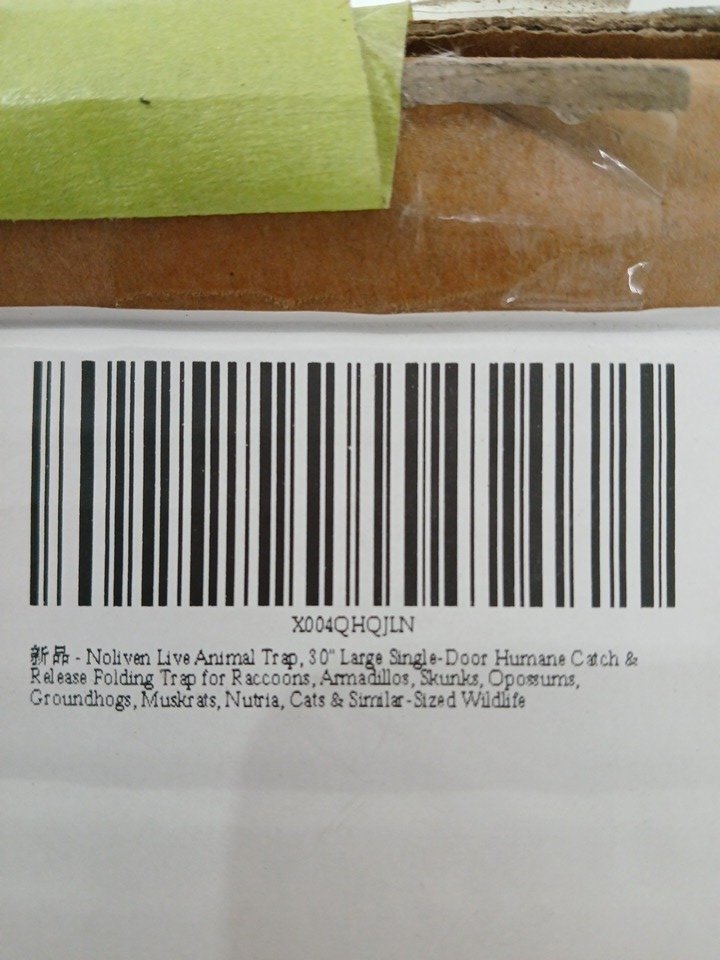 X004QHQJLN
新品 - Noliven Live Animal Trap, 30" Large Single-Door Humane Catch &
Release Folding Trap for Raccoons, Armadillos, Skunks, Opossums,
Groundhogs, Muskrats, Nutria, Cats & Similar-Sized Wildlife